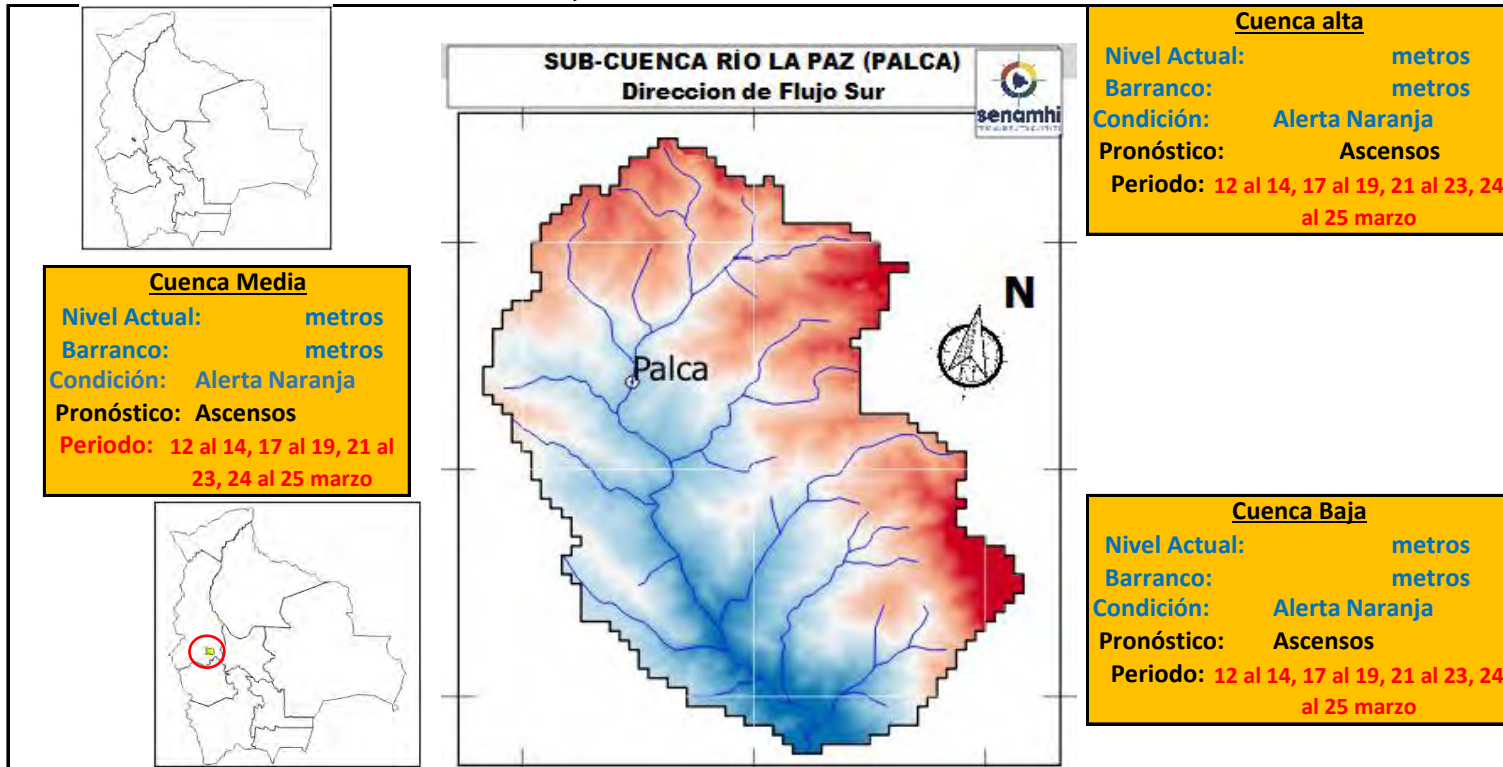 SUB-CUENCA RÍO LA PAZ (PALCA)
Direccion de Flujo Sur
senamhi
Palca
N
Cuenca alta
Nivel Actual: metros
Barranco: metros
Condición: Alerta Naranja
Pronóstico: Ascensos
Periodo: 12 al 14, 17 al 19, 21 al 23, 24
al 25 marzo
Cuenca Media
Nivel Actual: metros
Barranco: metros
Condición: Alerta Naranja
Pronóstico: Ascensos
Periodo: 12 al 14, 17 al 19, 21 al
23, 24 al 25 marzo
Cuenca Baja
Nivel Actual: metros
Barranco: metros
Condición: Alerta Naranja
Pronóstico: Ascensos
Periodo: 12 al 14, 17 al 19, 21 al 23, 24
al 25 marzo